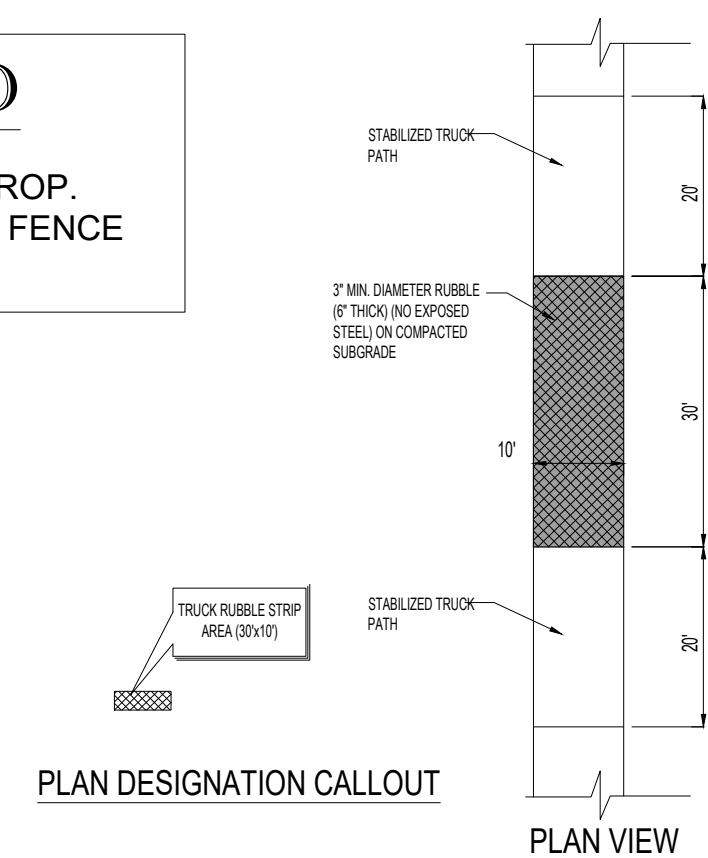 ROP.
FENCE
STABILIZED TRUCK
PATH
20'
3" MIN. DIAMETER RUBBLE
(6" THICK) (NO EXPOSED
STEEL) ON COMPACTED
SUBGRADE
30'
10'
TRUCK RUBBLE STRIP
AREA (30'x10')
STABILIZED TRUCK
PATH
20'
PLAN DESIGNATION CALLOUT
PLAN VIEW